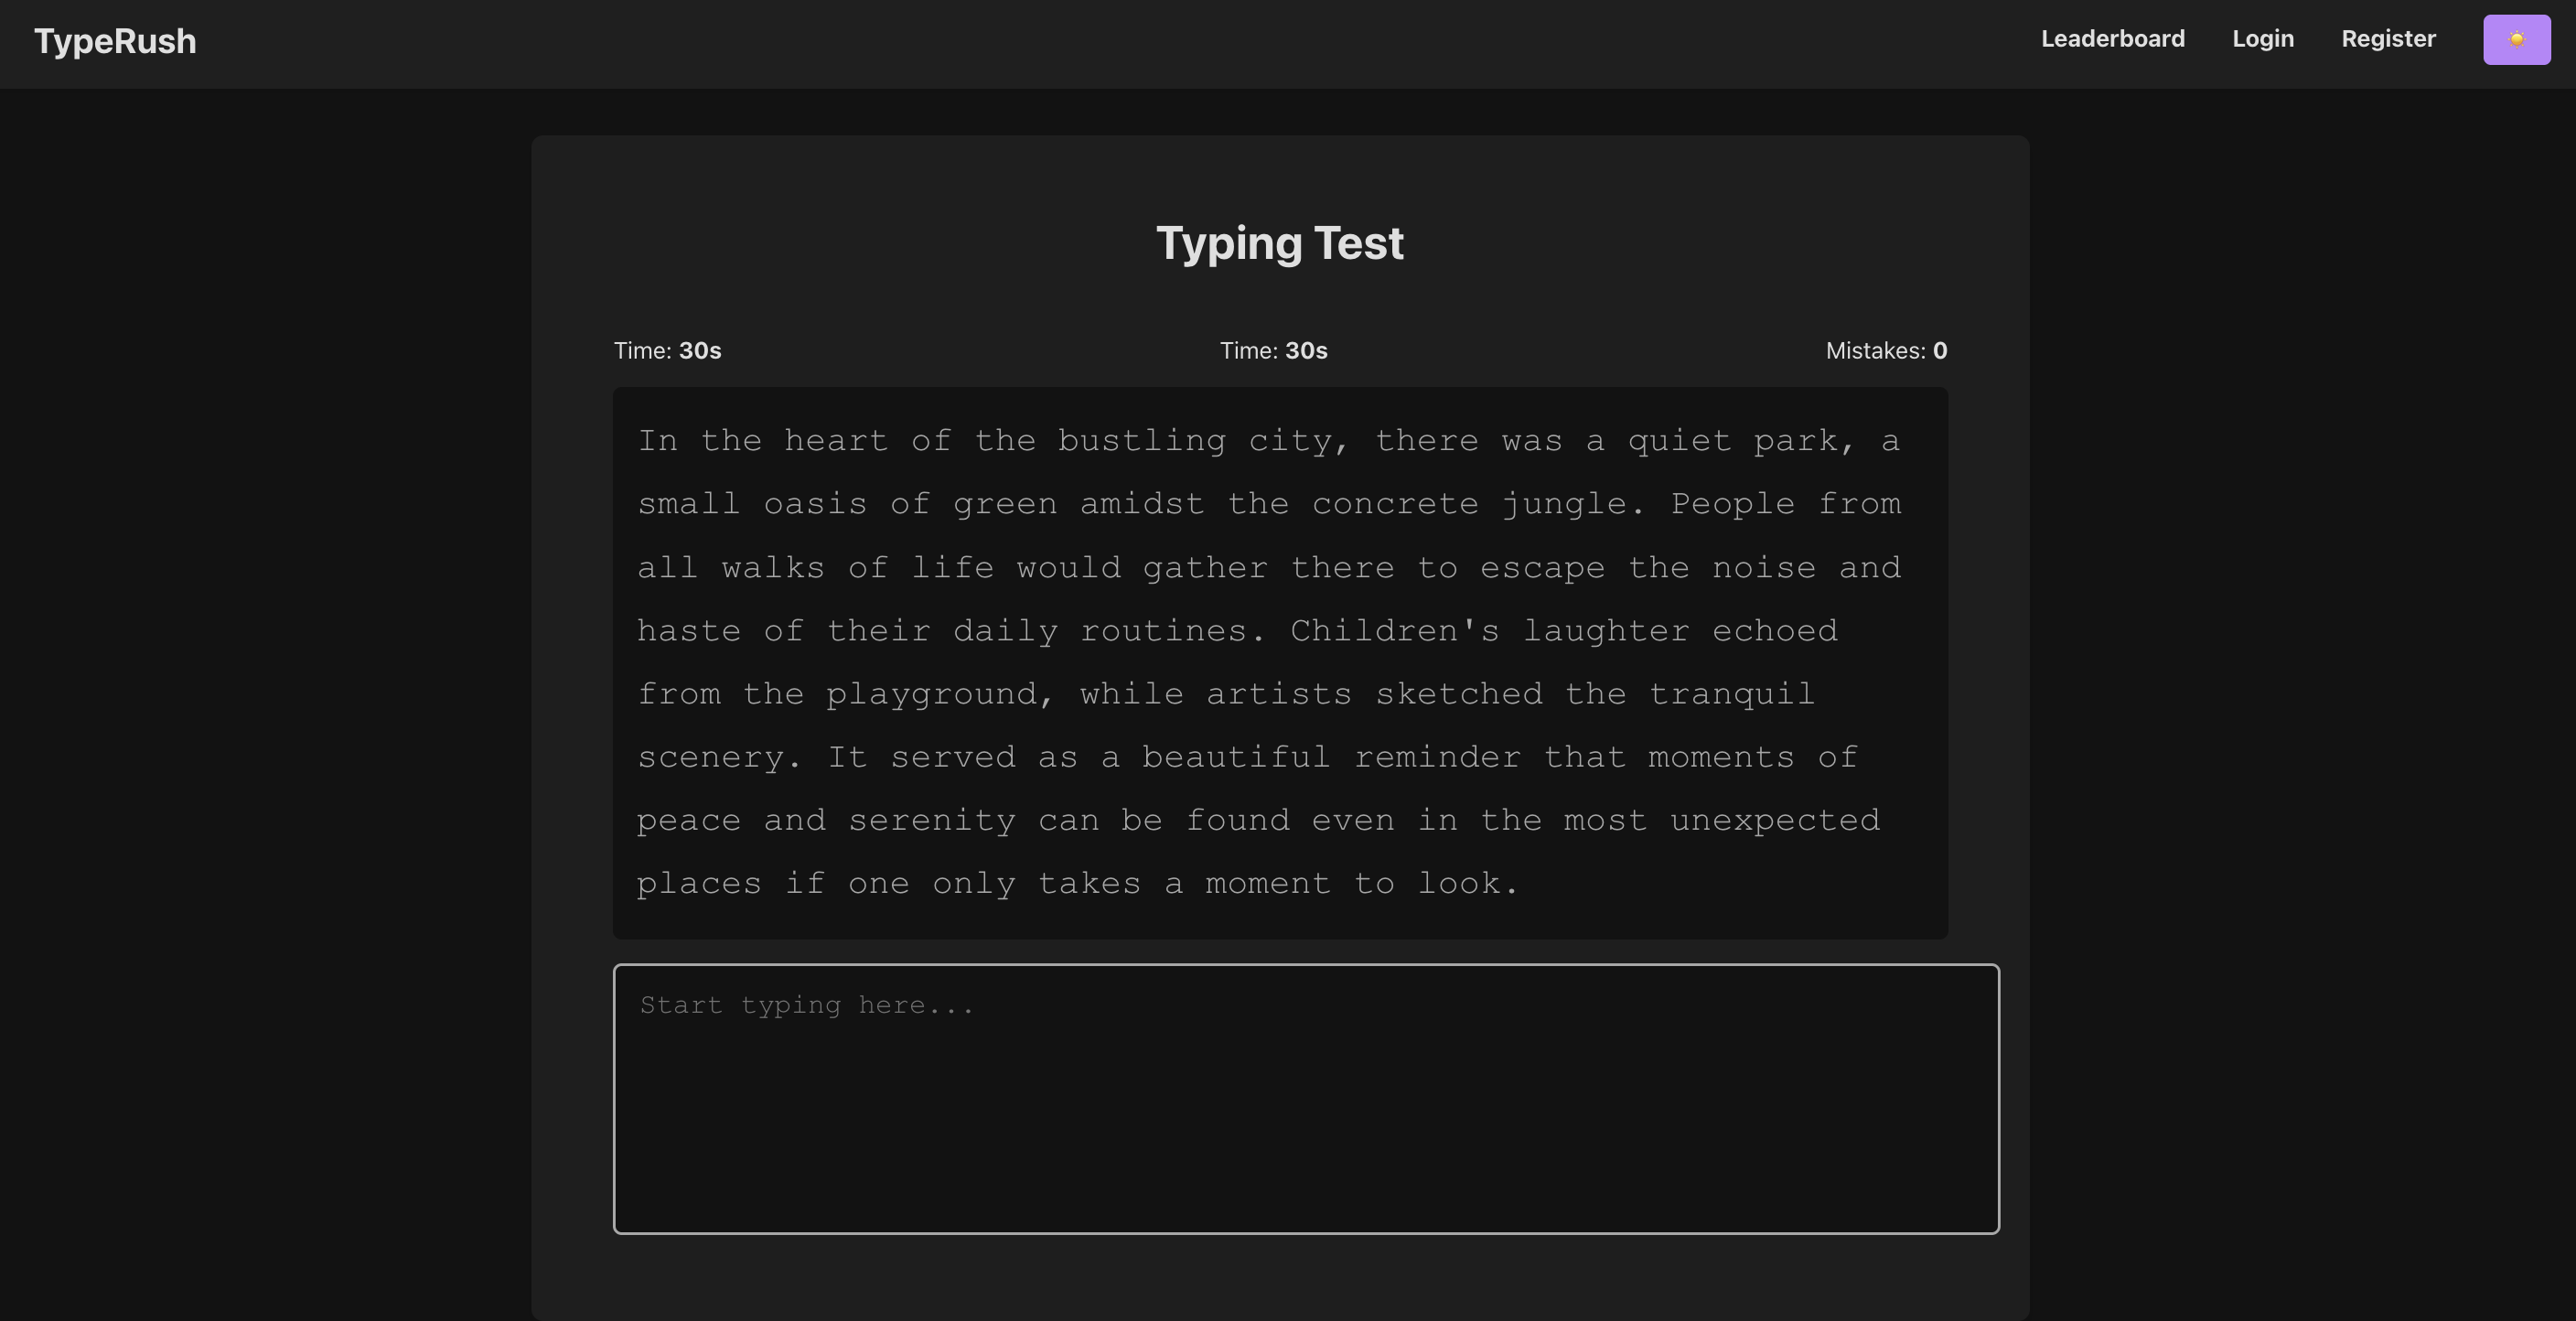 TypeRush
Leaderboard
Login
Register
Typing Test
Time: 30s
Time: 30s
Mistakes: 0
In the heart of the bustling city, there was a quiet park, a
small oasis of green amidst the concrete jungle. People from
all walks of life would gather there to escape the noise and
haste of their daily routines. Children's laughter echoed
from the playground, while artists sketched the tranquil
scenery. It served as a beautiful reminder that moments of
peace and serenity can be found even in the most unexpected
places if one only takes a moment to look.
Start typing here...